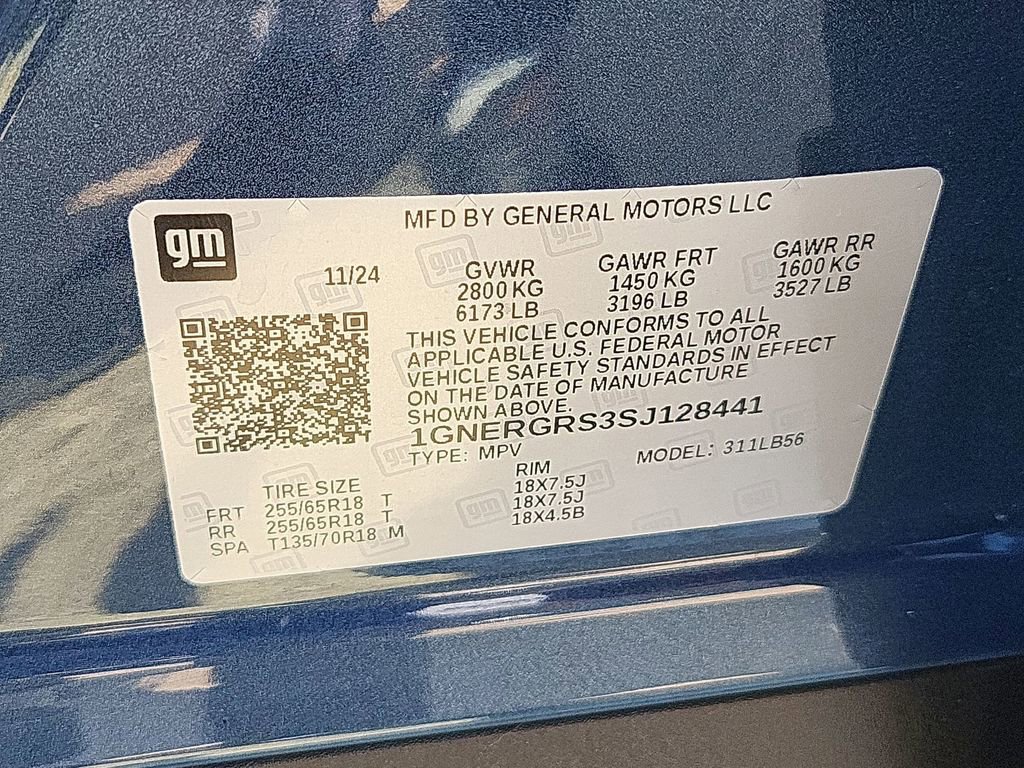 gm
MFD BY GENERAL MOTORS LLC
11/24
GVWR
2800 KG
6173 LB
GAWR FRT
1450 KG
3196 LB
GAWR RR
1600 KG
3527 LB
THIS VEHICLE CONFORMS TO ALL
APPLICABLE U.S. FEDERAL MOTOR
VEHICLE SAFETY STANDARDS IN EFFECT
ON THE DATE OF MANUFACTURE
SHOWN ABOVE.
1GNERGRS3SJ128441
TYPE: MPV
MODEL: 311LB56
TIRE SIZE
RIM
FRT 255/65R18 T 18X7.5J
RR 255/65R18 T 18X7.5J
SPA T135/70R18 M 18X4.5B